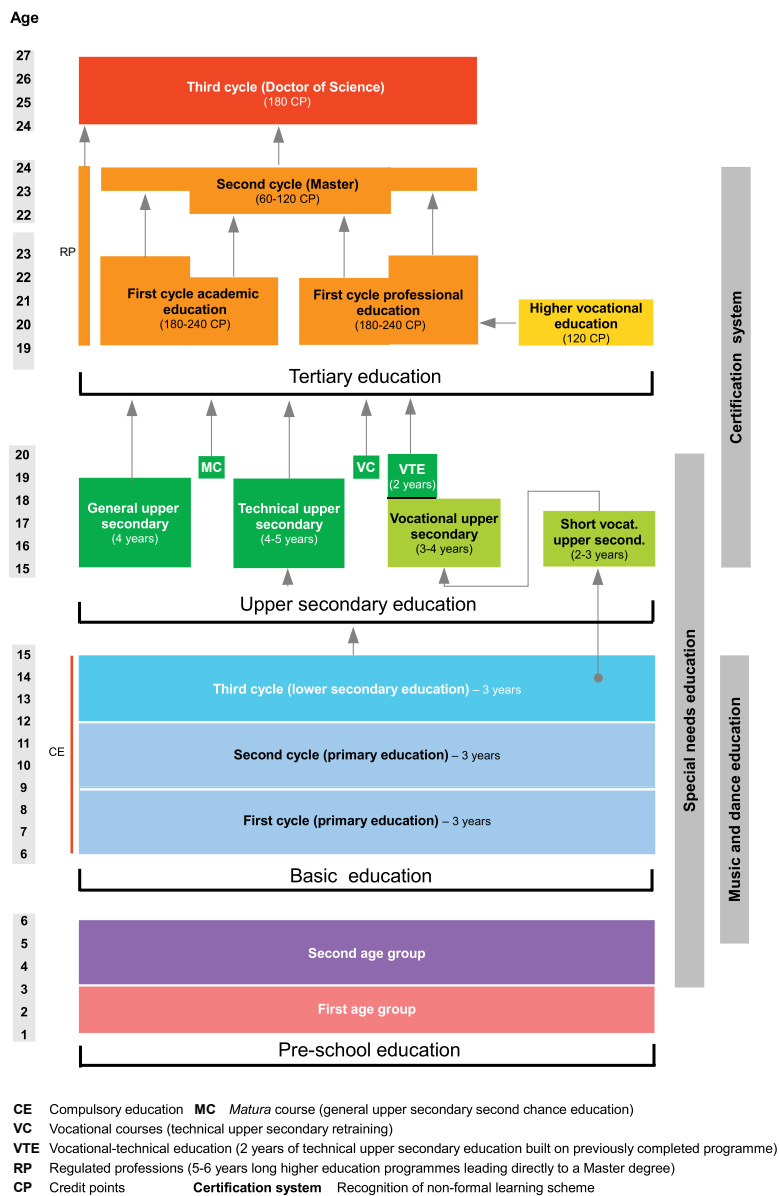 Age
27
26
25
24
Third cycle (Doctor of Science)
(180 CP)
24
23
22
Second cycle (Master)
(60-120 CP)
RP
23
22
21
20
19
First cycle academic
education
(180-240 CP)
First cycle professional
education
(180-240 CP)
Higher vocational
education
(120 CP)
Tertiary education
Certification system
20
19
18
17
16
15
MC
VC
VTE
(2 years)
General upper
secondary
(4 years)
Technical upper
secondary
(4-5 years)
Vocational upper
secondary
(3-4 years)
Short vocat.
upper second.
(2-3 years)
Upper secondary education
Special needs education
15
14
13
12
11
10
9
8
7
6
CE
Third cycle (lower secondary education) – 3 years
Second cycle (primary education) – 3 years
First cycle (primary education) – 3 years
Basic education
Music and dance education
6
5
4
3
2
1
Second age group
First age group
Pre-school education
CE Compulsory education MC Matura course (general upper secondary second chance education)
VC Vocational courses (technical upper secondary retraining)
VTE Vocational-technical education (2 years of technical upper secondary education built on previously completed programme)
RP Regulated professions (5-6 years long higher education programmes leading directly to a Master degree)
CP Credit points Certification system Recognition of non-formal learning scheme